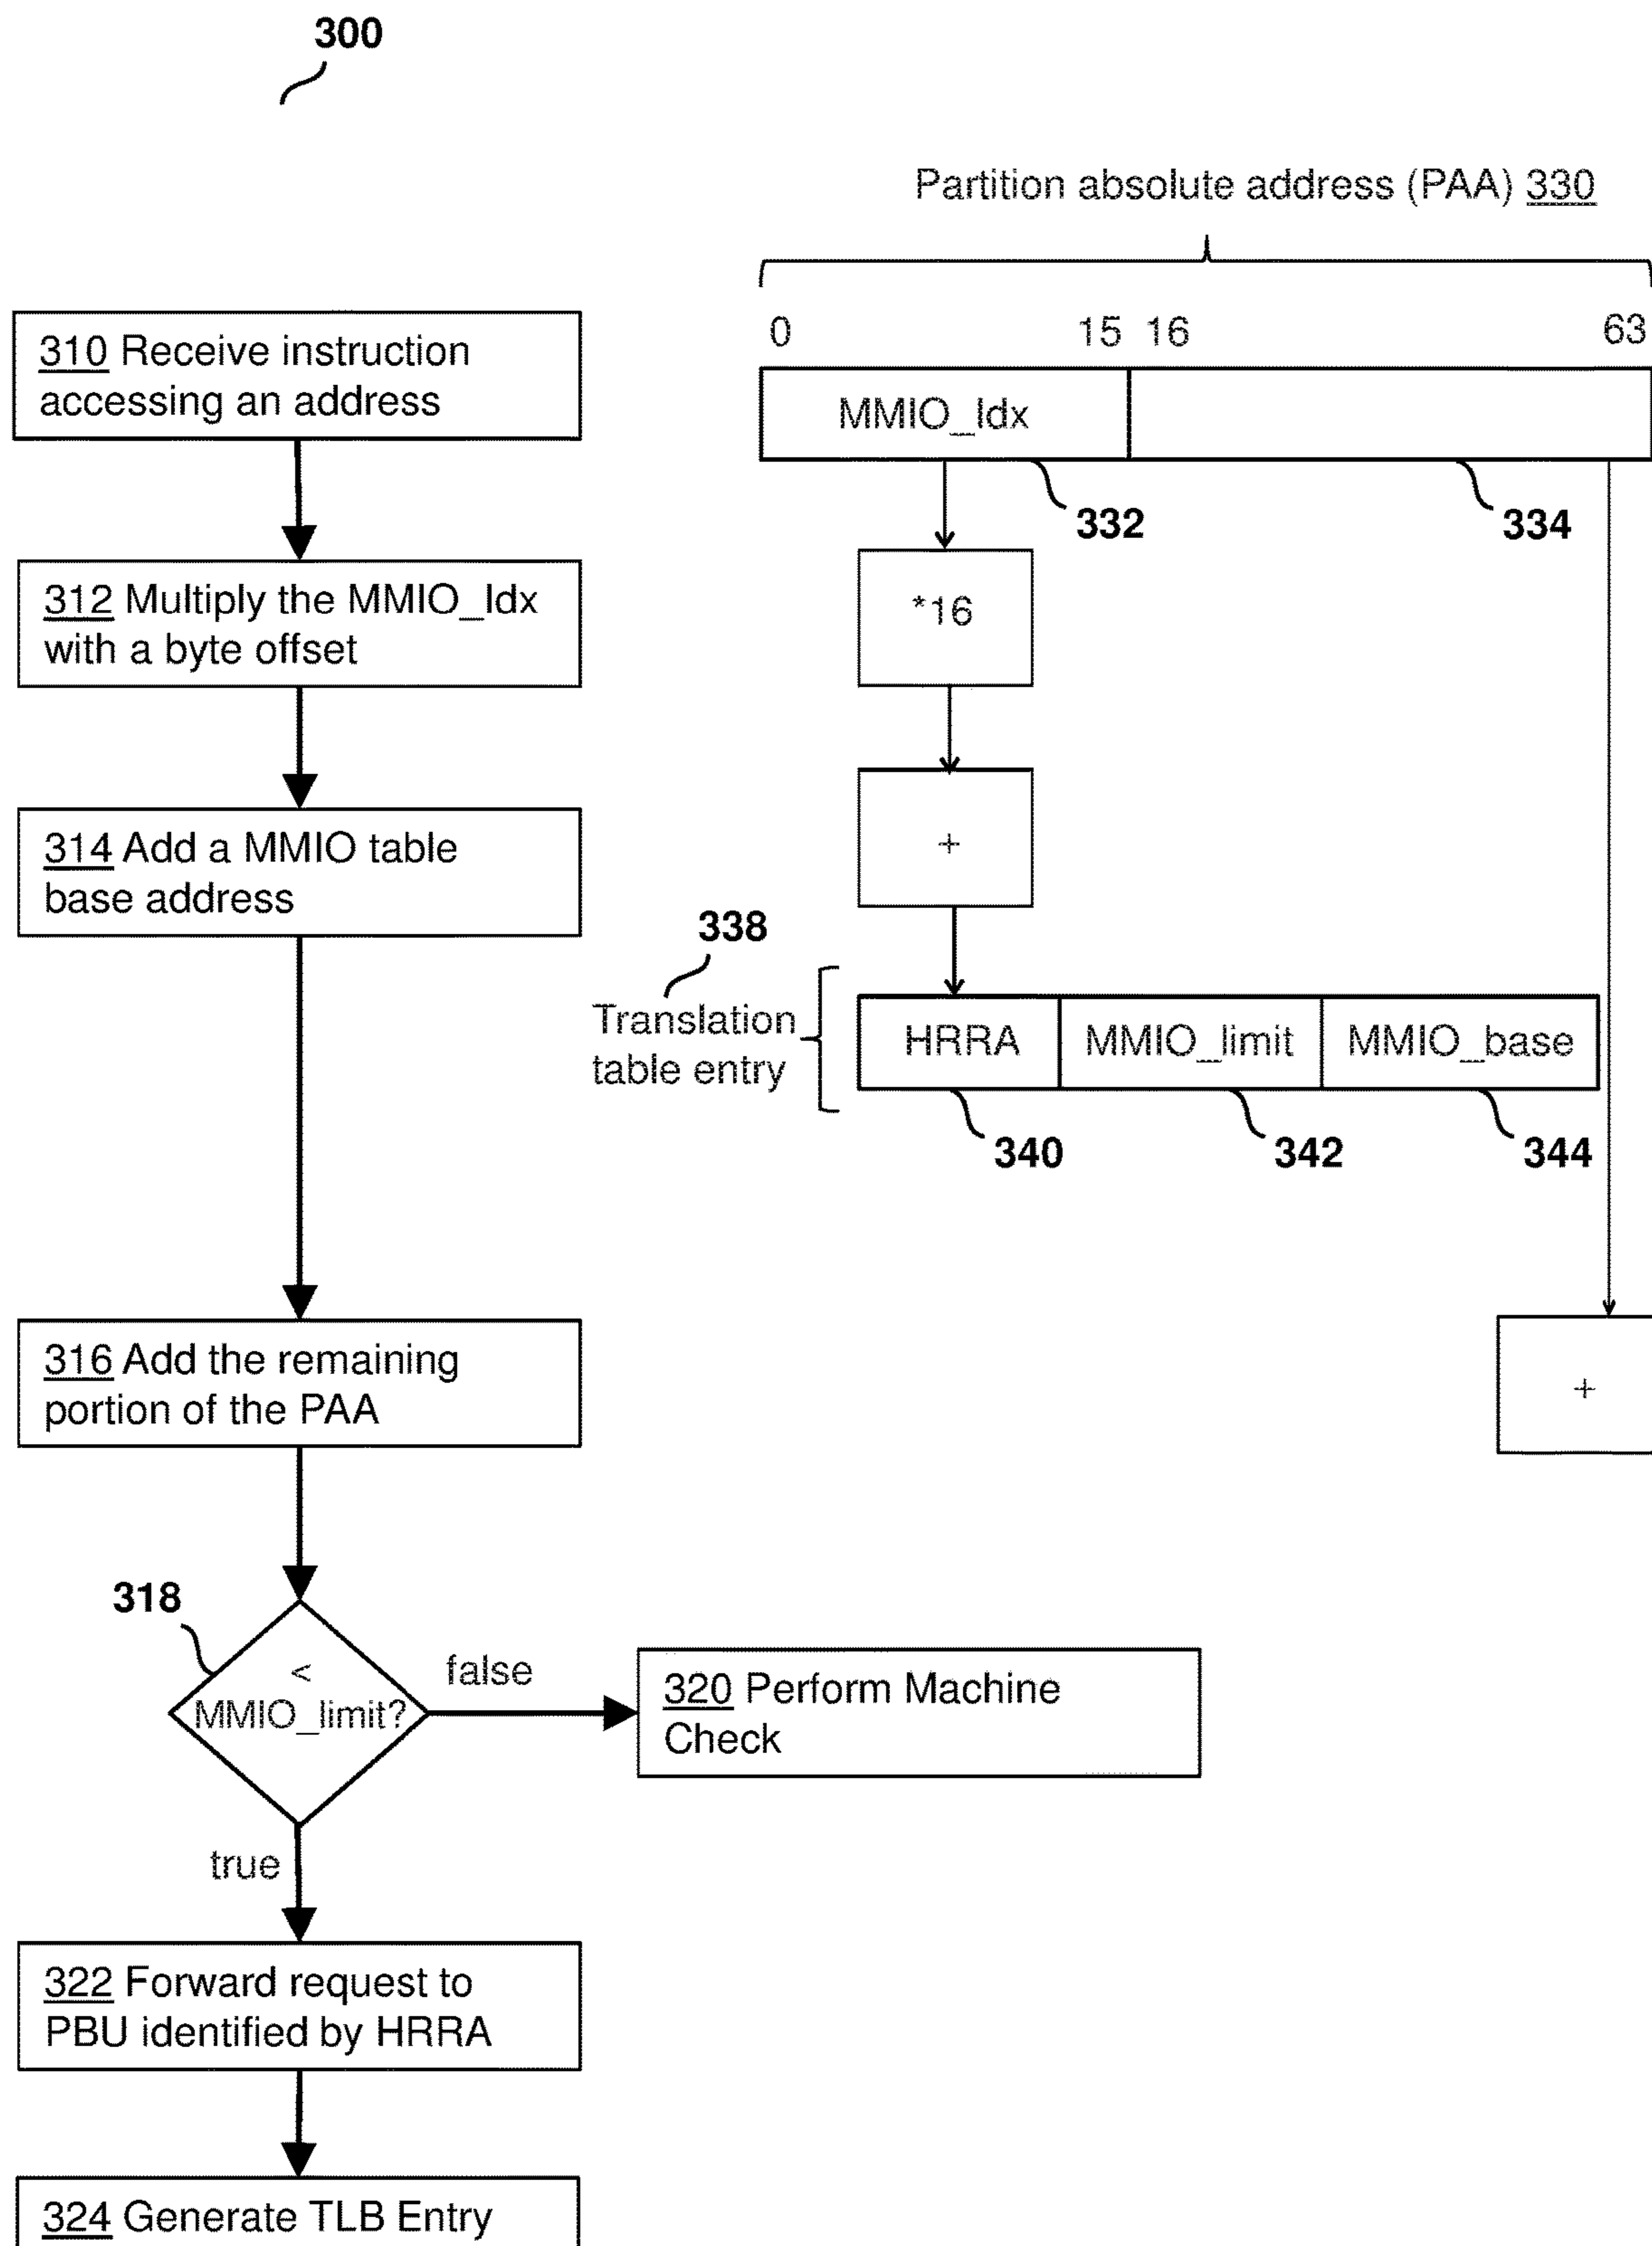 300
Partition absolute address (PAA) 330
0 15 16 63
310 Receive instruction
accessing an address
MMIO_Idx
332
334
312 Multiply the MMIO_Idx
with a byte offset
*16
314 Add a MMIO table
base address
+
338
Translation
table entry
HRRA MMIO_limit MMIO_base
340 342 344
316 Add the remaining
portion of the PAA
+
318
<
MMIO_limit?
false
320 Perform Machine
Check
true
322 Forward request to
PBU identified by HRRA
324 Generate TLB Entry